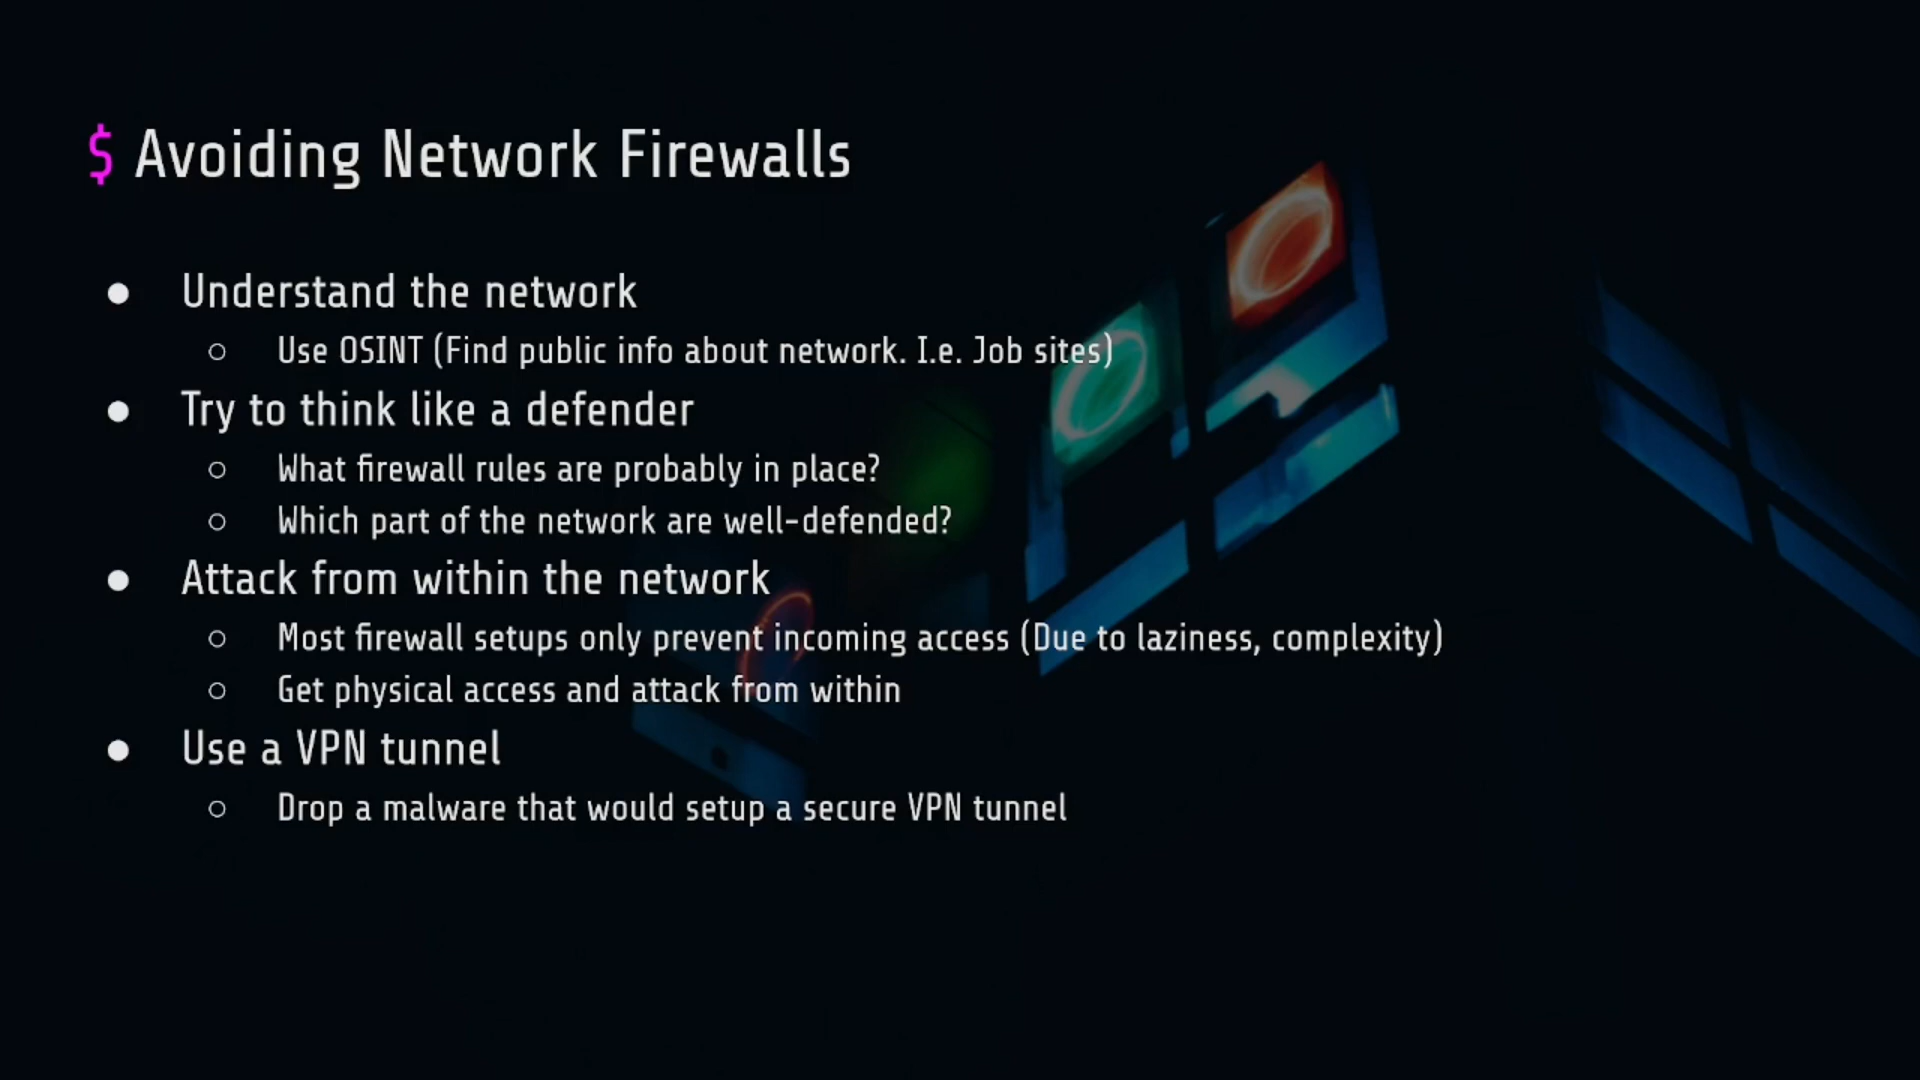 $ Avoiding Network Firewalls
● Understand the network
○ Use OSINT (Find public info about network. I.e. Job sites)
● Try to think like a defender
○ What firewall rules are probably in place?
○ Which part of the network are well-defended?
● Attack from within the network
○ Most firewall setups only prevent incoming access (Due to laziness, complexity)
○ Get physical access and attack from within
● Use a VPN tunnel
○ Drop a malware that would setup a secure VPN tunnel